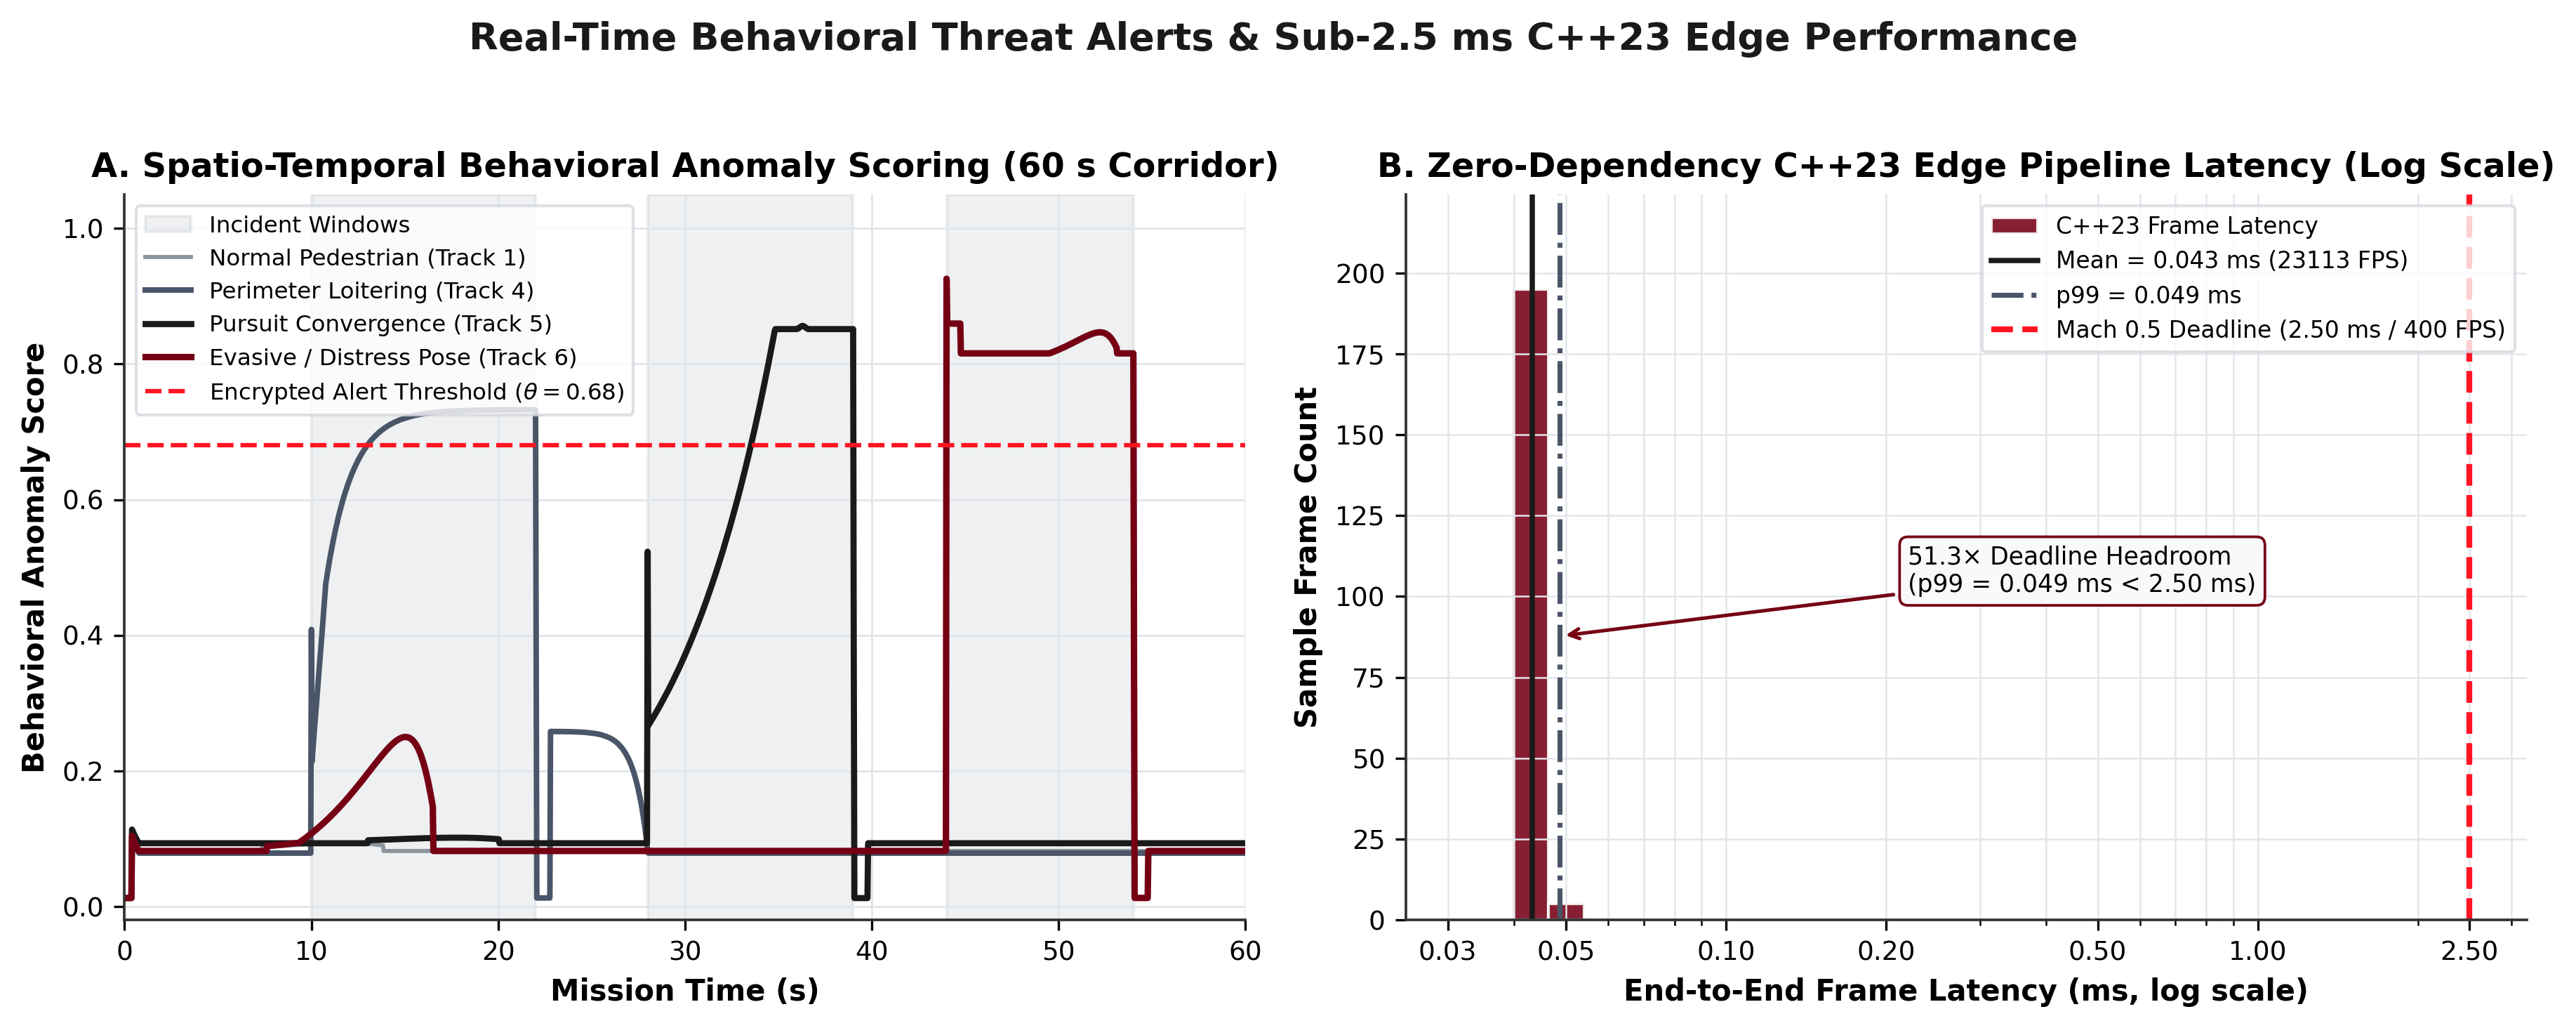 Real-Time Behavioral Threat Alerts & Sub-2.5 ms C++23 Edge Performance
A. Spatio-Temporal Behavioral Anomaly Scoring (60 s Corridor)
Behavioral Anomaly Score
1.0
0.8
0.6
0.4
0.2
0.0
Incident Windows
Normal Pedestrian (Track 1)
Perimeter Loitering (Track 4)
Pursuit Convergence (Track 5)
Evasive / Distress Pose (Track 6)
Encrypted Alert Threshold (θ = 0.68)
0 10 20 30 40 50 60
Mission Time (s)
B. Zero-Dependency C++23 Edge Pipeline Latency (Log Scale)
Sample Frame Count
200
175
150
125
100
75
50
25
0
C++23 Frame Latency
Mean = 0.043 ms (23113 FPS)
p99 = 0.049 ms
Mach 0.5 Deadline (2.50 ms / 400 FPS)
51.3× Deadline Headroom
(p99 = 0.049 ms < 2.50 ms)
0.03 0.05 0.10 0.20 0.50 1.00 2.50
End-to-End Frame Latency (ms, log scale)